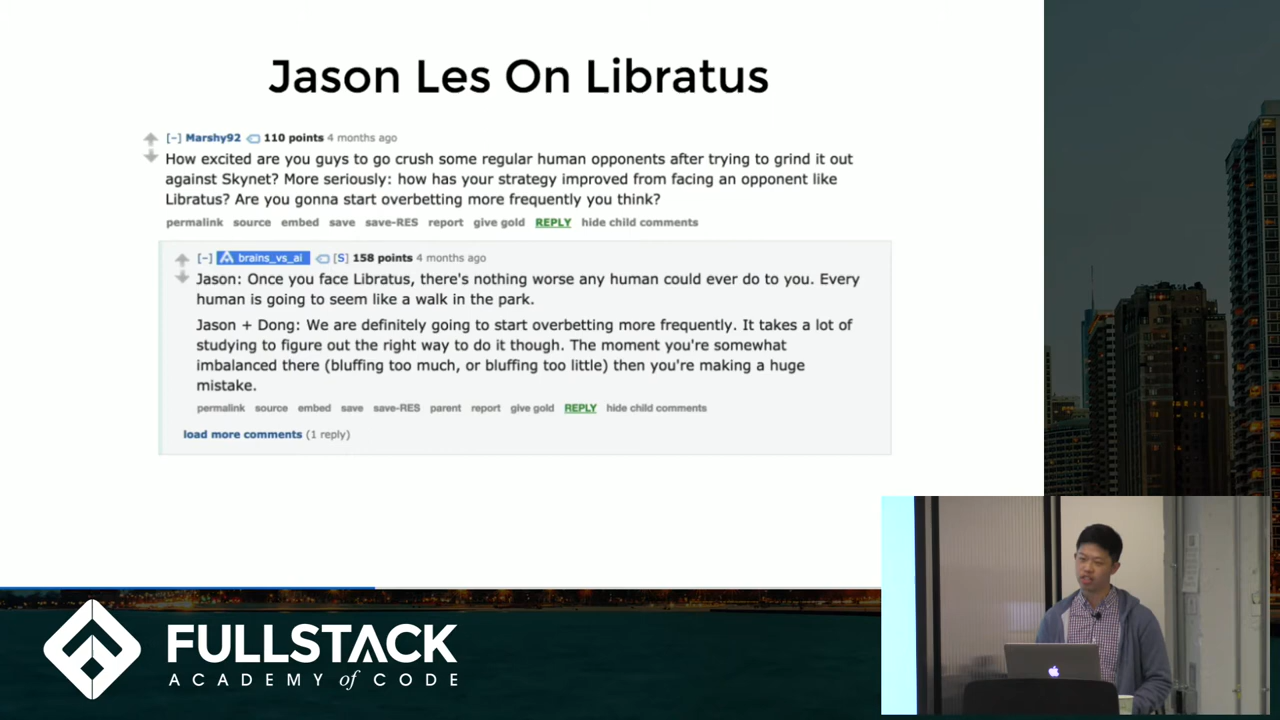 Jason Les On Libratus
[-] Marshy92 110 points 4 months ago
How excited are you guys to go crush some regular human opponents after trying to grind it out
against Skynet? More seriously: how has your strategy improved from facing an opponent like
Libratus? Are you gonna start overbetting more frequently you think?
permalink source embed save save-RES report give gold REPLY hide child comments
[-] brains_vs_ai [S] 158 points 4 months ago
Jason: Once you face Libratus, there's nothing worse any human could ever do to you. Every
human is going to seem like a walk in the park.
Jason + Dong: We are definitely going to start overbetting more frequently. It takes a lot of
studying to figure out the right way to do it though. The moment you're somewhat
imbalanced there (bluffing too much, or bluffing too little) then you're making a huge
mistake.
permalink source embed save save-RES parent report give gold REPLY hide child comments
load more comments (1 reply)
FULLSTACK
ACADEMY of CODE